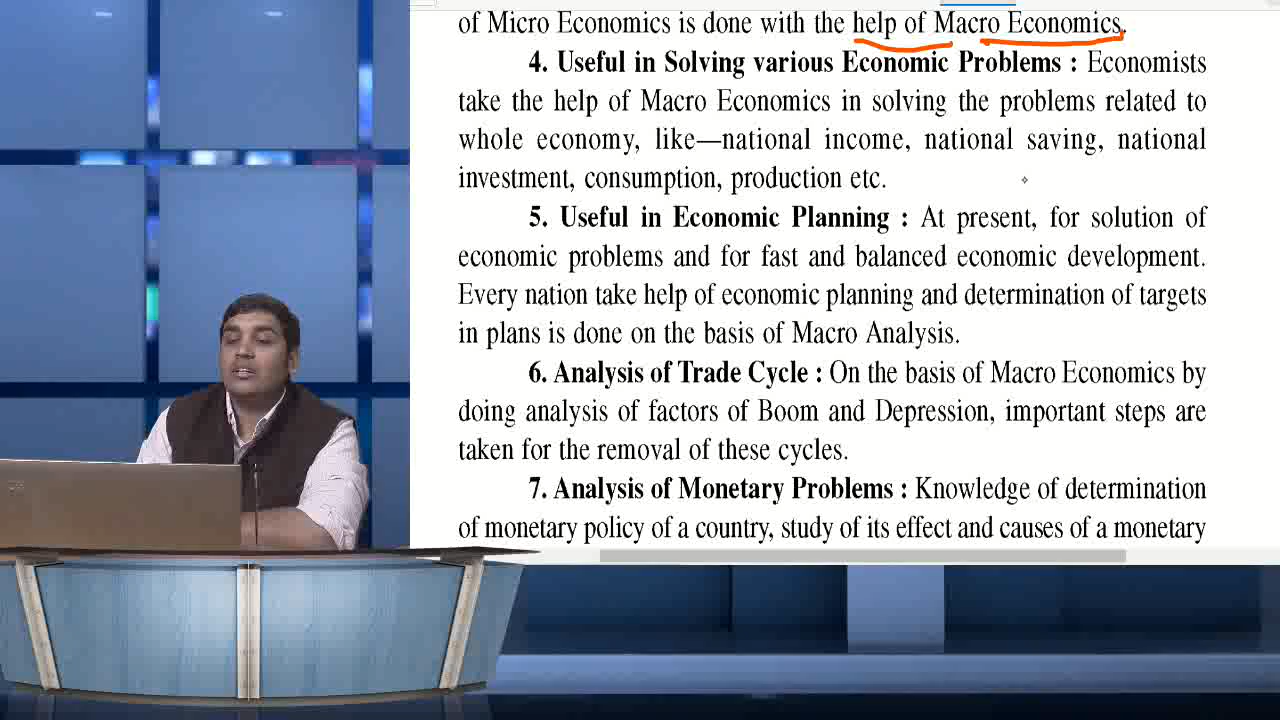 of Micro Economics is done with the help of Macro Economics.
4. Useful in Solving various Economic Problems : Economists
take the help of Macro Economics in solving the problems related to
whole economy, like—national income, national saving, national
investment, consumption, production etc.
5. Useful in Economic Planning : At present, for solution of
economic problems and for fast and balanced economic development.
Every nation take help of economic planning and determination of targets
in plans is done on the basis of Macro Analysis.
6. Analysis of Trade Cycle : On the basis of Macro Economics by
doing analysis of factors of Boom and Depression, important steps are
taken for the removal of these cycles.
7. Analysis of Monetary Problems : Knowledge of determination
of monetary policy of a country, study of its effect and causes of a monetary